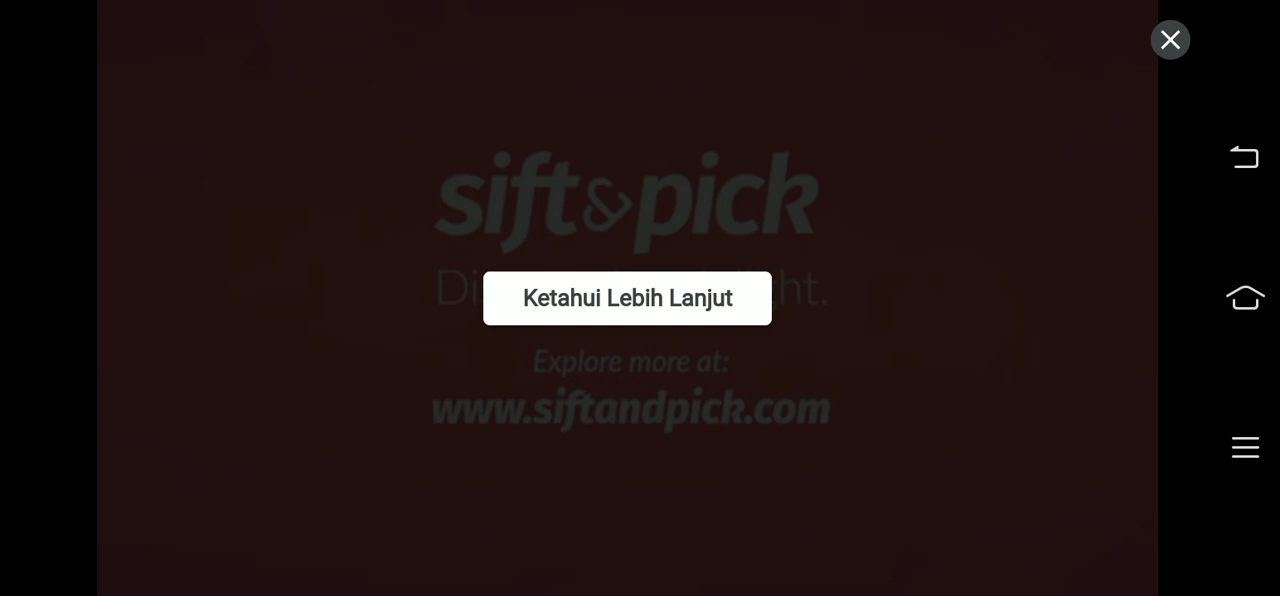 sift&pick
Ketahui Lebih Lanjut
Explore more at:
www.siftandpick.com